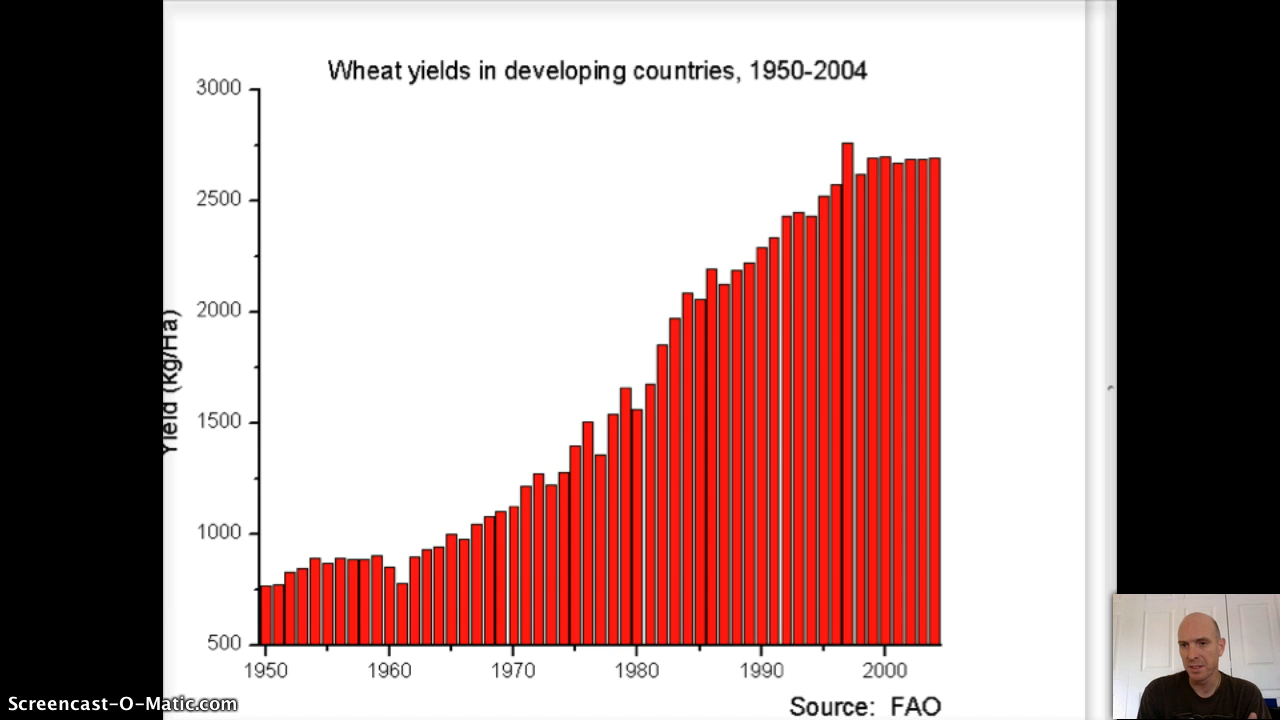 Wheat yields in developing countries, 1950-2004
3000
2500
2000
1500
1000
500
Yield (kg/Ha)
1950 1960 1970 1980 1990 2000
Source: FAO
Screencast-O-Matic.com